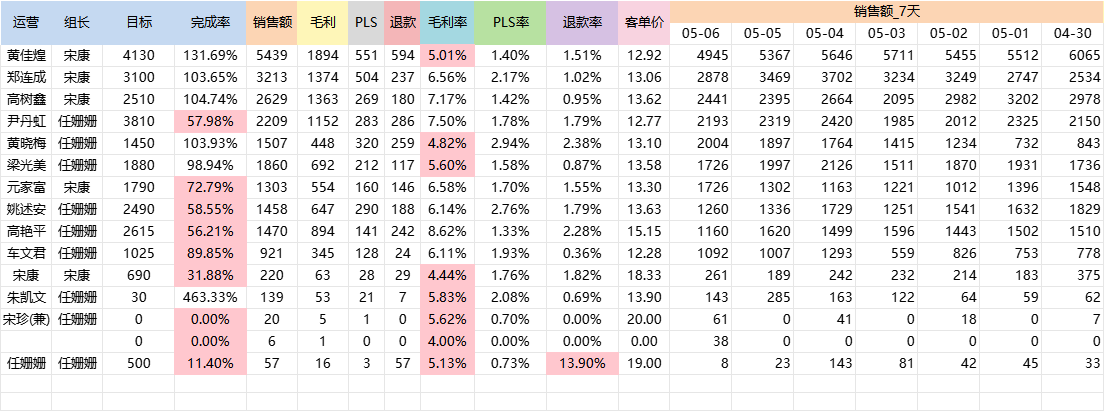 运营 组长 目标 完成率 销售额 毛利 PLS 退款 毛利率 PLS率 退款率 客单价 销售额_7天
05-06 05-05 05-04 05-03 05-02 05-01 04-30
黄佳煌 宋康 4130 131.69% 5439 1894 551 594 5.01% 1.40% 1.51% 12.92 4945 5367 5646 5711 5455 5512 6065
郑连成 宋康 3100 103.65% 3213 1374 504 237 6.56% 2.17% 1.02% 13.06 2878 3469 3702 3234 3249 2747 2534
高树鑫 宋康 2510 104.74% 2629 1363 269 180 7.17% 1.42% 0.95% 13.62 2441 2395 2664 2095 2982 3202 2978
尹丹虹 任姗姗 3810 57.98% 2209 1152 283 286 7.50% 1.78% 1.79% 12.77 2193 2319 2420 1985 2012 2325 2150
黄晓梅 任姗姗 1450 103.93% 1507 448 320 259 4.82% 2.94% 2.38% 13.10 2004 1897 1764 1415 1234 732 843
梁光美 任姗姗 1880 98.94% 1860 692 212 117 5.60% 1.58% 0.87% 13.58 1726 1997 2126 1511 1870 1931 1736
元家富 宋康 1790 72.79% 1303 554 160 146 6.58% 1.70% 1.55% 13.30 1726 1302 1163 1221 1012 1396 1548
姚述安 任姗姗 2490 58.55% 1458 647 290 188 6.14% 2.76% 1.79% 13.63 1260 1336 1729 1251 1541 1632 1829
高艳平 任姗姗 2615 56.21% 1470 894 141 242 8.62% 1.33% 2.28% 15.15 1160 1620 1499 1596 1443 1502 1510
车文君 任姗姗 1025 89.85% 921 345 128 24 6.11% 1.93% 0.36% 12.28 1092 1007 1293 559 826 753 778
宋康 宋康 690 31.88% 220 63 28 29 4.44% 1.76% 1.82% 18.33 261 189 242 232 214 183 375
朱凯文 任姗姗 30 463.33% 139 53 21 7 5.83% 2.08% 0.69% 13.90 143 285 163 122 64 59 62
宋珍(兼) 任姗姗 0 0.00% 20 5 1 0 5.62% 0.70% 0.00% 20.00 61 0 41 0 18 0 7
0 0.00% 6 1 0 0 4.00% 0.00% 0.00% 0.00 38 0 0 0 0 0 0
任姗姗 任姗姗 500 11.40% 57 16 3 57 5.13% 0.73% 13.90% 19.00 8 23 143 81 42 45 33